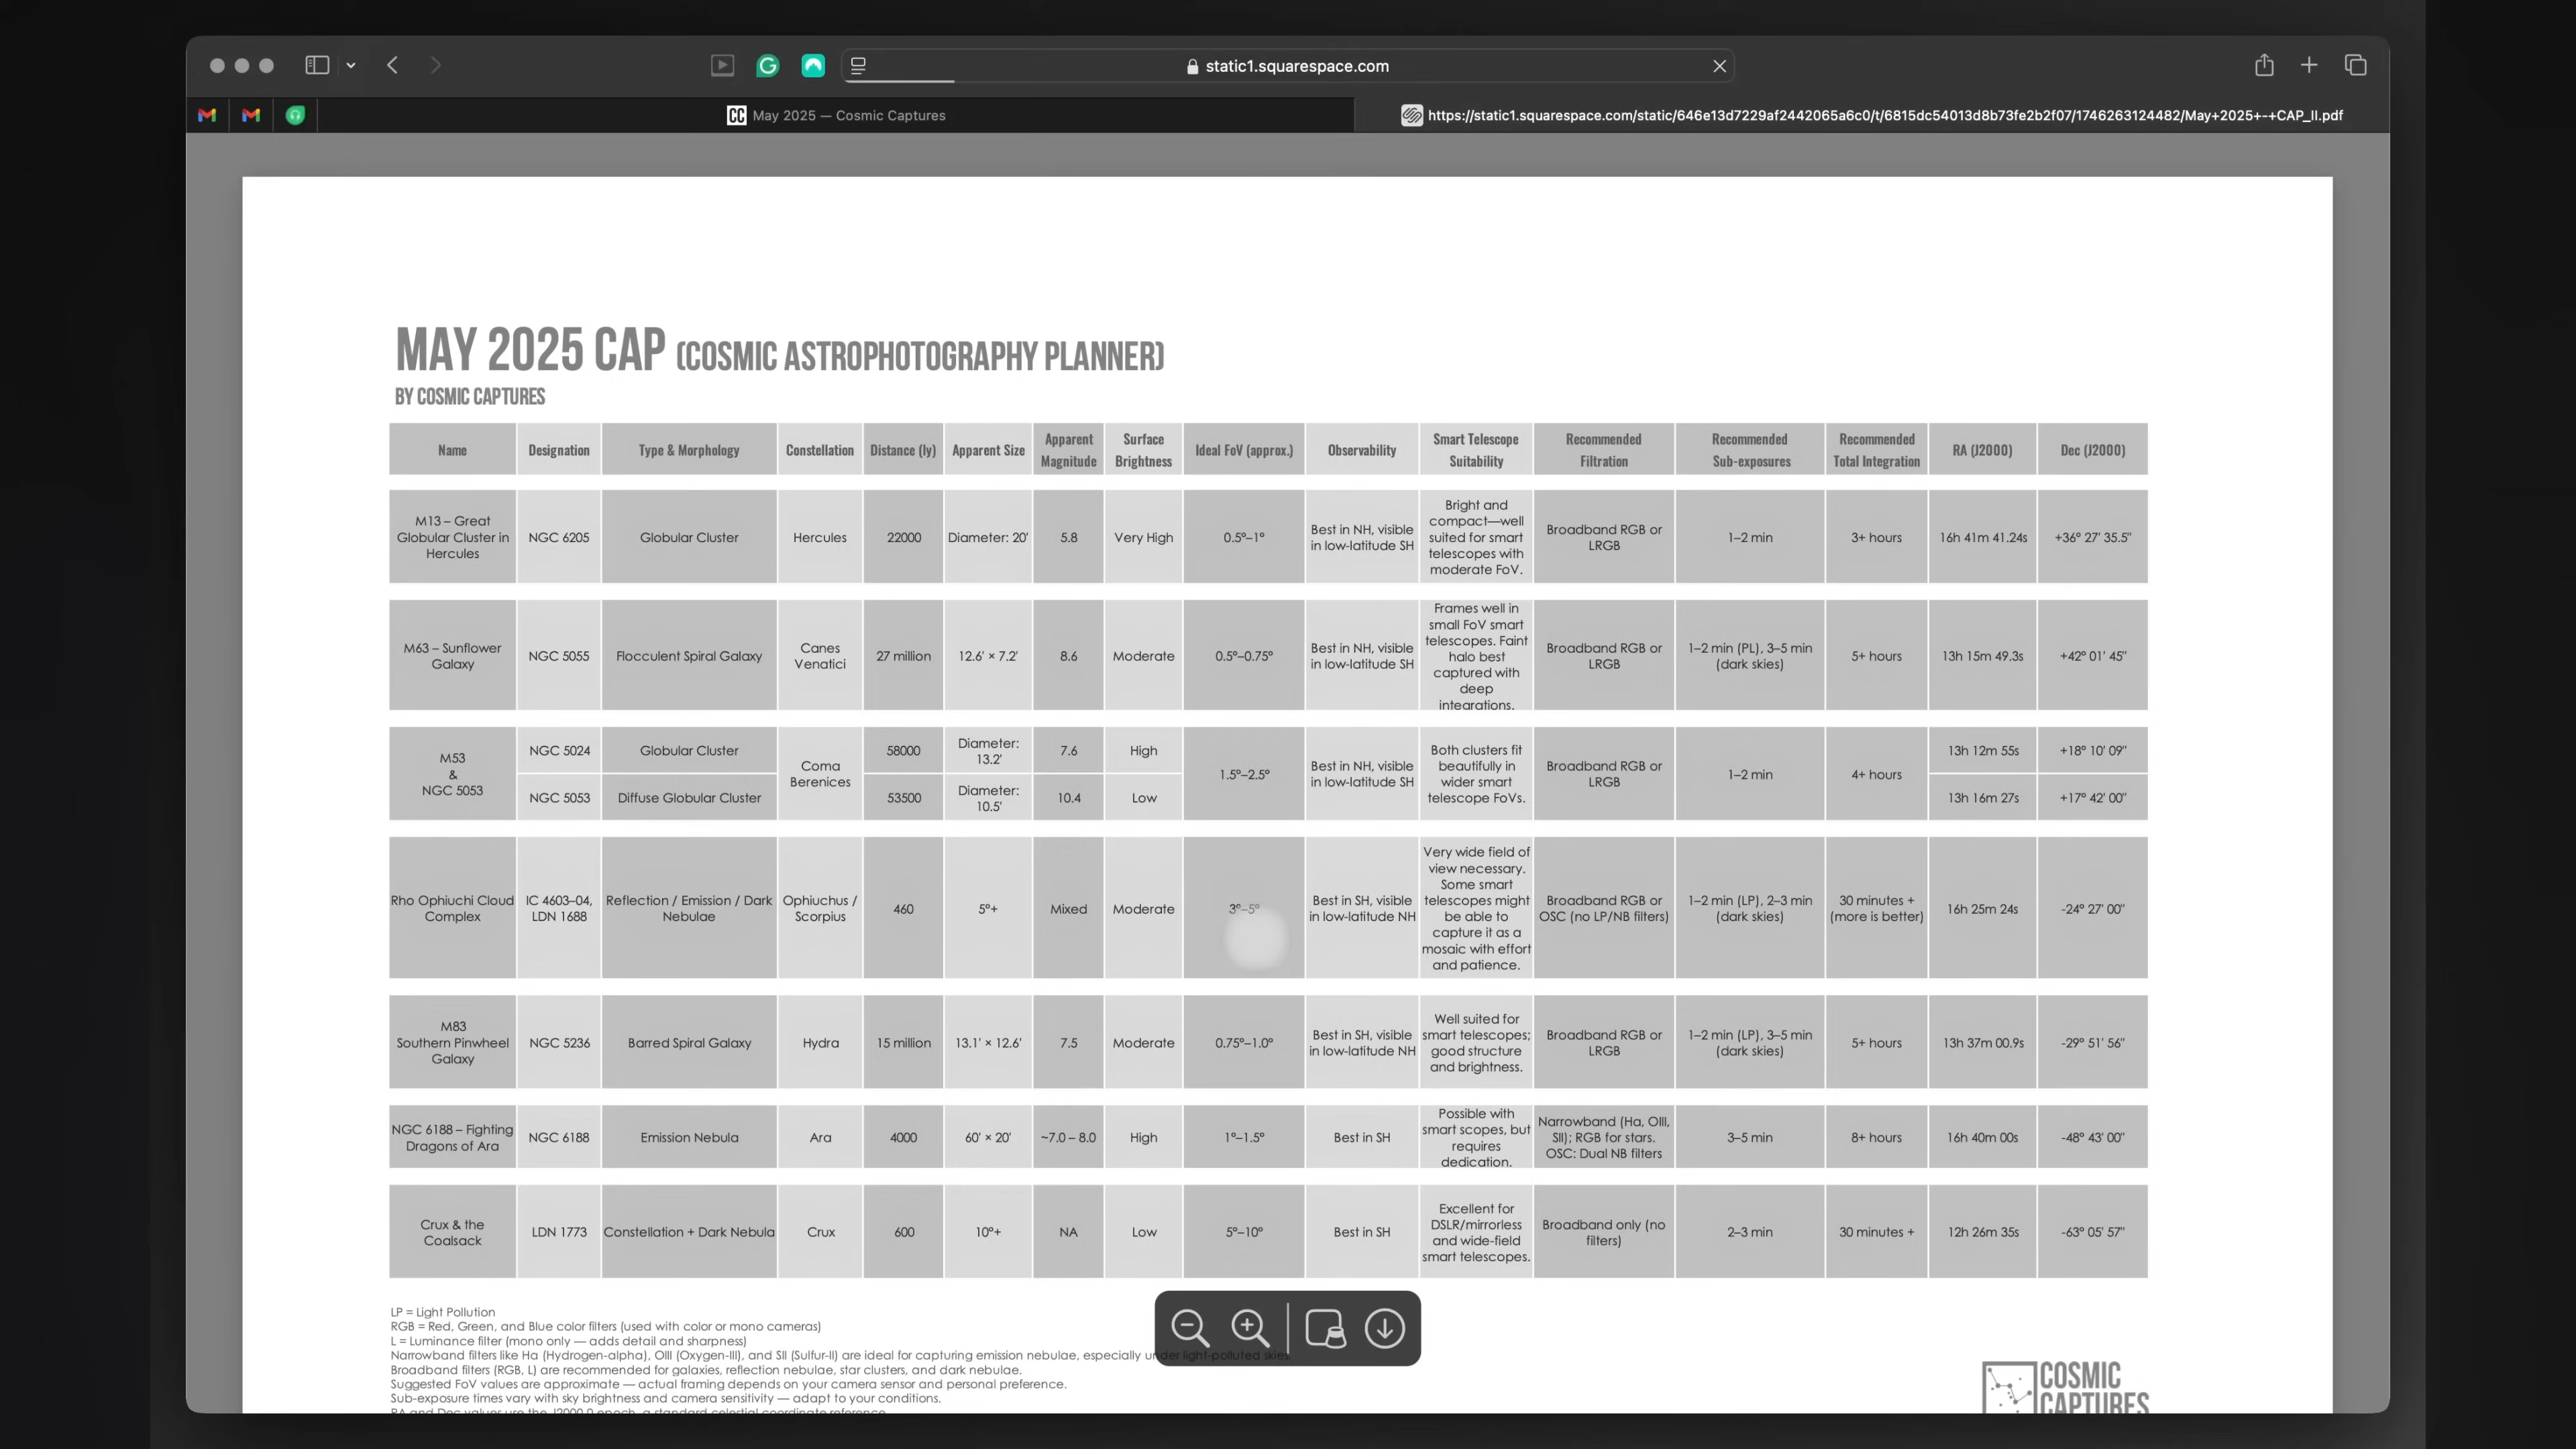 static1.squarespace.com
CC May 2025 — Cosmic Captures
https://static1.squarespace.com/static/646e13d7229af2442065a6c0/t/6815dc54013d8b73fe2b2f07/1746263124482/May+2025+-+CAP_II.pdf
MAY 2025 CAP (COSMIC ASTROPHOTOGRAPHY PLANNER)
BY COSMIC CAPTURES
Name
Designation
Type & Morphology
Constellation
Distance (ly)
Apparent Size
Apparent
Magnitude
Surface
Brightness
Ideal FoV (approx.)
Observability
Smart Telescope
Suitability
Recommended
Filtration
Recommended
Sub-exposures
Recommended
Total Integration
RA (J2000)
Dec (J2000)
M13 – Great
Globular Cluster in
Hercules
NGC 6205
Globular Cluster
Hercules
22000
Diameter: 20'
5.8
Very High
0.5°–1°
Best in NH, visible
in low-latitude SH
Bright and
compact—well
suited for smart
telescopes with
moderate FoV.
Broadband RGB or
LRGB
1–2 min
3+ hours
16h 41m 41.24s
+36° 27' 35.5"
M63 – Sunflower
Galaxy
NGC 5055
Flocculent Spiral Galaxy
Canes
Venatici
27 million
12.6' × 7.2'
8.6
Moderate
0.5°–0.75°
Best in NH, visible
in low-latitude SH
Frames well in
small FoV smart
telescopes. Faint
halo best
captured with
deep
integrations.
Broadband RGB or
LRGB
1–2 min (PL), 3–5 min
(dark skies)
5+ hours
13h 15m 49.3s
+42° 01' 45"
M53
&
NGC 5053
NGC 5024
Globular Cluster
Coma
Berenices
58000
Diameter:
13.2'
7.6
High
1.5°–2.5°
Best in NH, visible
in low-latitude SH
Both clusters fit
beautifully in
wider smart
telescope FoVs.
Broadband RGB or
LRGB
1–2 min
4+ hours
13h 12m 55s
+18° 10' 09"
NGC 5053
Diffuse Globular Cluster
53500
Diameter:
10.5'
10.4
Low
13h 16m 27s
+17° 42' 00"
Rho Ophiuchi Cloud
Complex
IC 4603–04,
LDN 1688
Reflection / Emission / Dark
Nebulae
Ophiuchus /
Scorpius
460
5°+
Mixed
Moderate
3°–5°
Best in SH, visible
in low-latitude NH
Very wide field of
view necessary.
Some smart
telescopes might
be able to
capture it as a
mosaic with effort
and patience.
Broadband RGB or
OSC (no LP/NB filters)
1–2 min (LP), 2–3 min
(dark skies)
30 minutes +
(more is better)
16h 25m 24s
-24° 27' 00"
M83
Southern Pinwheel
Galaxy
NGC 5236
Barred Spiral Galaxy
Hydra
15 million
13.1' × 12.6'
7.5
Moderate
0.75°–1.0°
Best in SH, visible
in low-latitude NH
Well suited for
smart telescopes;
good structure
and brightness.
Broadband RGB or
LRGB
1–2 min (LP), 3–5 min
(dark skies)
5+ hours
13h 37m 00.9s
-29° 51' 56"
NGC 6188 – Fighting
Dragons of Ara
NGC 6188
Emission Nebula
Ara
4000
60' × 20'
~7.0 – 8.0
High
1°–1.5°
Best in SH
Possible with
smart scopes, but
requires
dedication.
Narrowband (Ha, OIII,
SII); RGB for stars.
OSC: Dual NB filters
3–5 min
8+ hours
16h 40m 00s
-48° 43' 00"
Crux & the
Coalsack
LDN 1773
Constellation + Dark Nebula
Crux
600
10°+
NA
Low
5°–10°
Best in SH
Excellent for
DSLR/mirrorless
and wide-field
smart telescopes.
Broadband only (no
filters)
2–3 min
30 minutes +
12h 26m 35s
-63° 05' 57"
LP = Light Pollution
RGB = Red, Green, and Blue color filters (used with color or mono cameras)
L = Luminance filter (mono only — adds detail and sharpness)
Narrowband filters like Ha (Hydrogen-alpha), OIII (Oxygen-III), and SII (Sulfur-II) are ideal for capturing emission nebulae, especially under light-polluted skies.
Broadband filters (RGB, L) are recommended for galaxies, reflection nebulae, star clusters, and dark nebulae.
Suggested FoV values are approximate — actual framing depends on your camera sensor and personal preference.
Sub-exposure times vary with sky brightness and camera sensitivity — adapt to your conditions.
RA and Dec values use the J2000.0 epoch, a standard celestial coordinate reference.
COSMIC
CAPTURES